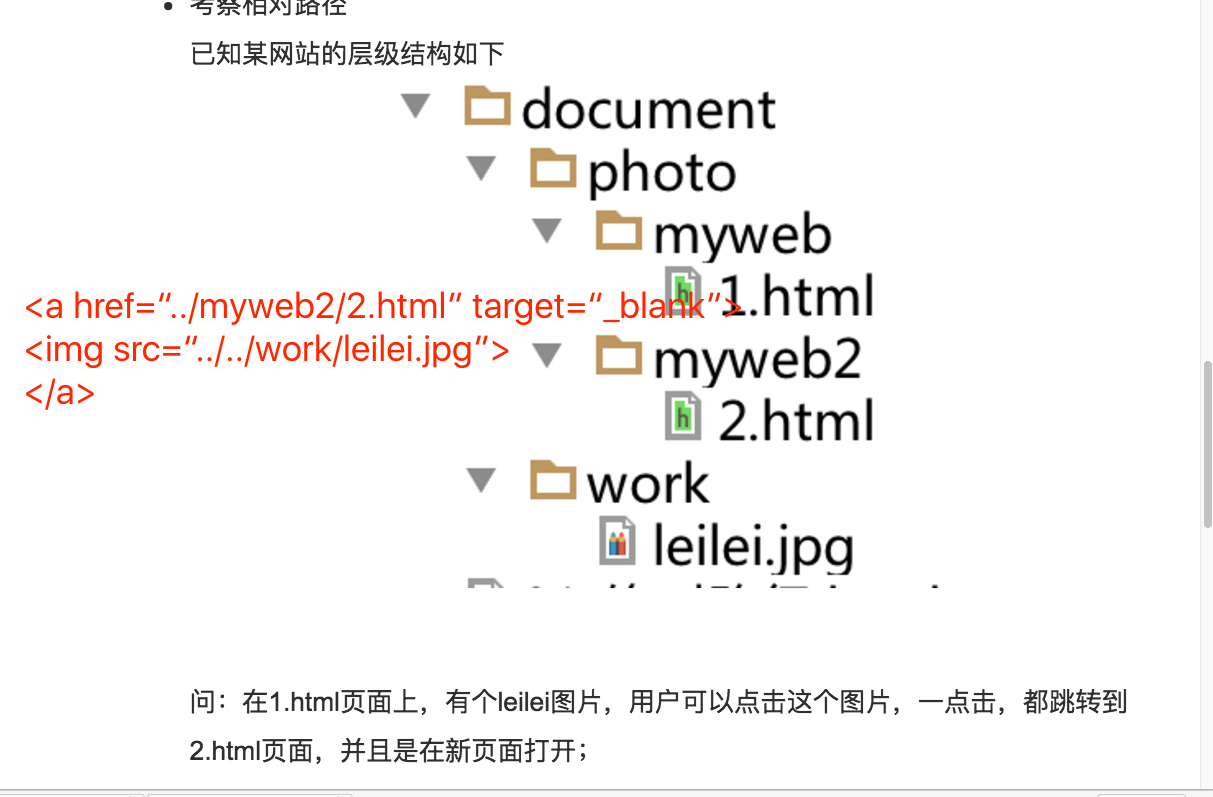 考察相对路径
已知某网站的层级结构如下
document
photo
myweb
1.html
<a href=“../myweb2/2.html” target=“_blank”>
<img src=“../../work/leilei.jpg”>
</a>
myweb2
2.html
work
leilei.jpg
问：在1.html页面上，有个leilei图片，用户可以点击这个图片，一点击，都跳转到
2.html页面，并且是在新页面打开；